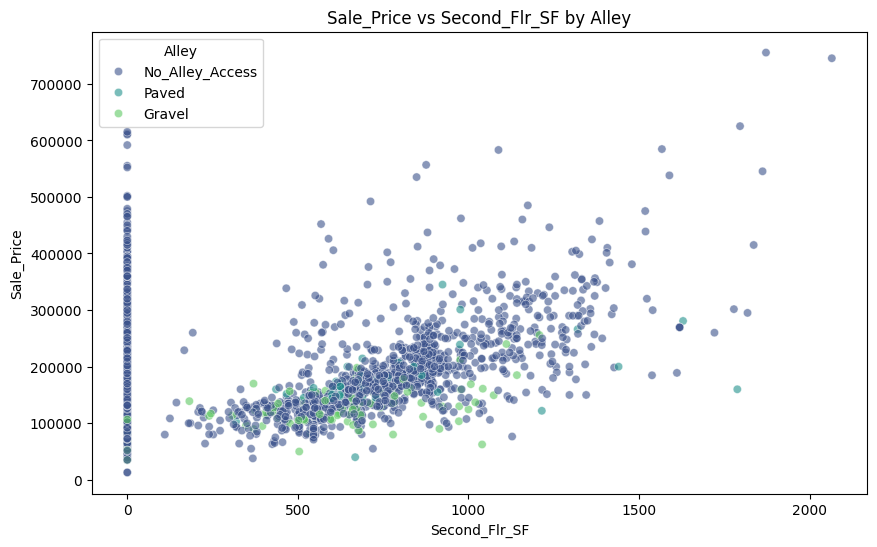 Sale_Price vs Second_Flr_SF by Alley
Alley
No_Alley_Access
Paved
Gravel
700000
600000
500000
400000
300000
200000
100000
0
Sale_Price
0 500 1000 1500 2000
Second_Flr_SF